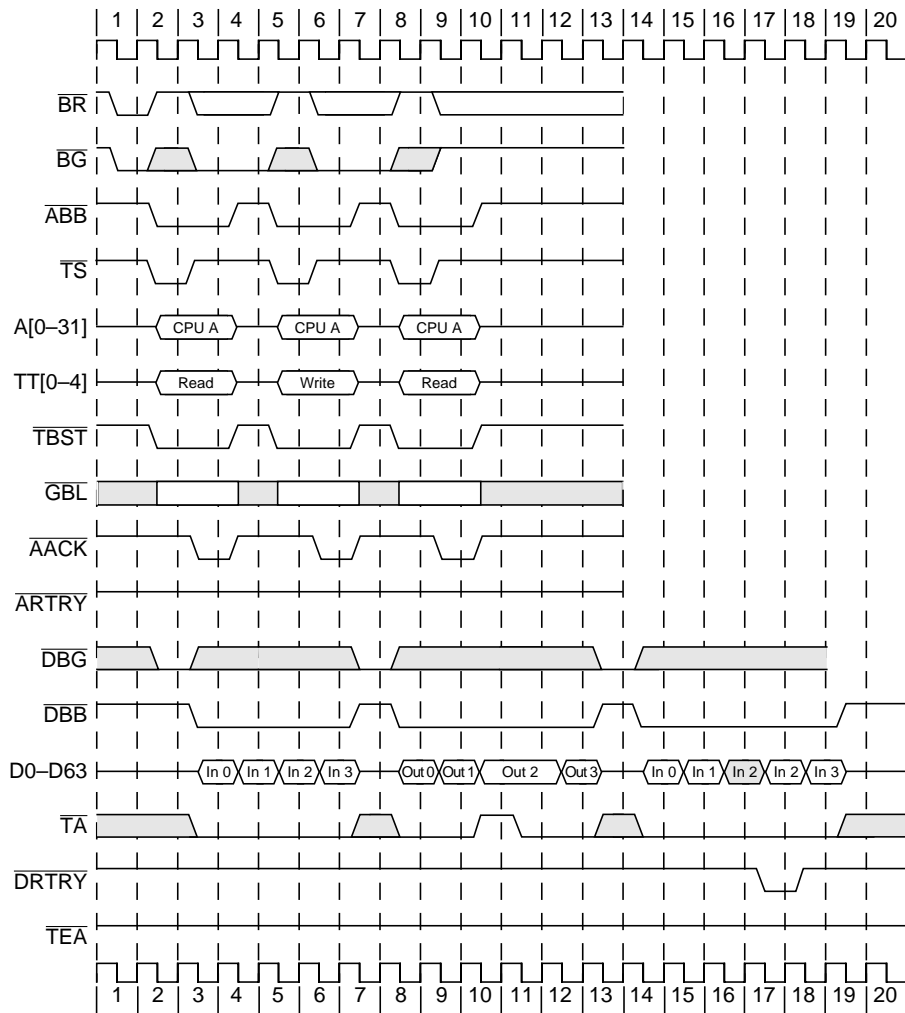 1 2 3 4 5 6 7 8 9 10 11 12 13 14 15 16 17 18 19 20
BR
BG
ABB
TS
A[0–31] CPU A CPU A CPU A
TT[0–4] Read Write Read
TBST
GBL
AACK
ARTRY
DBG
DBB
D0–D63 In 0 In 1 In 2 In 3 Out 0 Out 1 Out 2 Out 3 In 0 In 1 In 2 In 2 In 3
TA
DRTRY
TEA
1 2 3 4 5 6 7 8 9 10 11 12 13 14 15 16 17 18 19 20